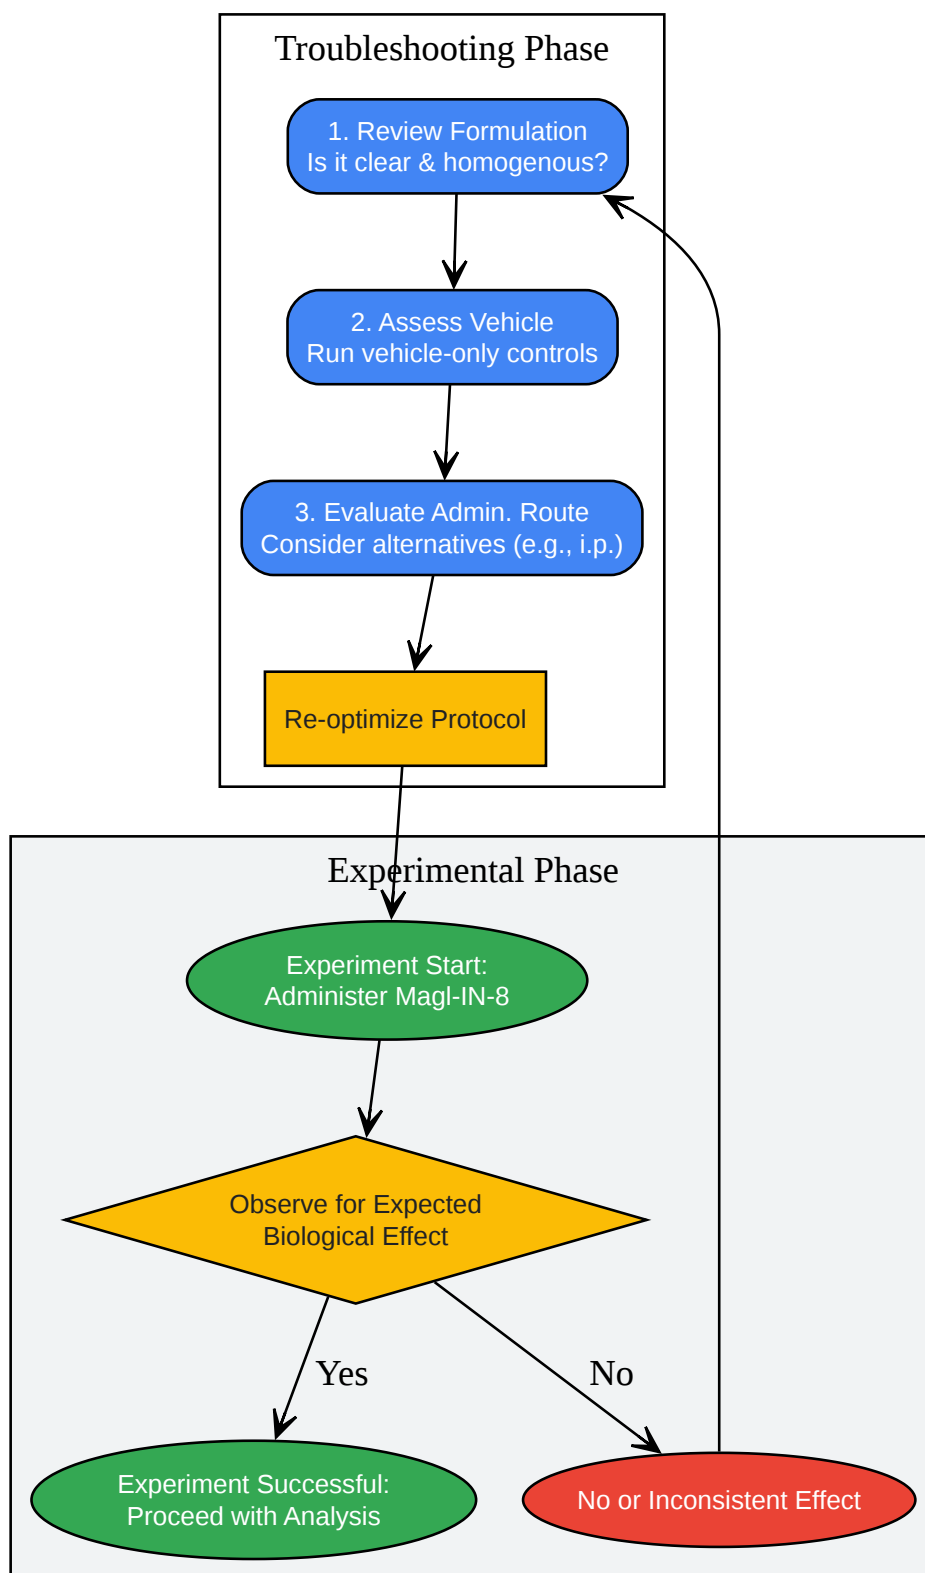 Troubleshooting Phase
1. Review Formulation
Is it clear & homogenous?
2. Assess Vehicle
Run vehicle-only controls
3. Evaluate Admin. Route
Consider alternatives (e.g., i.p.)
Re-optimize Protocol
Experimental Phase
Experiment Start:
Administer Magl-IN-8
Observe for Expected
Biological Effect
Yes
No
Experiment Successful:
Proceed with Analysis
No or Inconsistent Effect